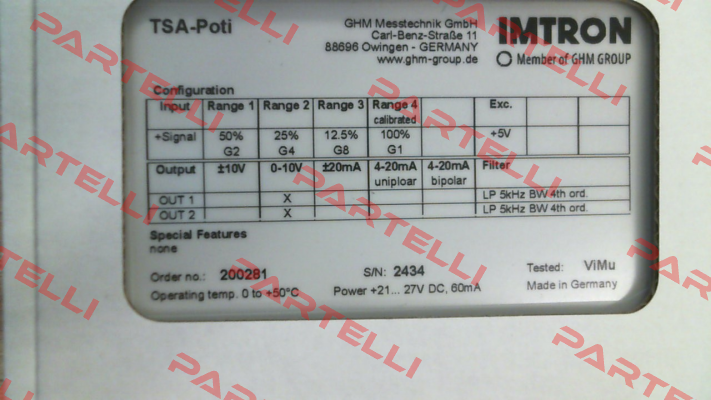 TSA-Poti
GHM Messtechnik GmbH
Carl-Benz-Straße 11
88696 Owingen - GERMANY
www.ghm-group.de
IMTRON
Member of GHM GROUP
Configuration
Input Range 1 Range 2 Range 3 Range 4 calibrated Exc.
+Signal 50% G2 25% G4 12.5% G8 100% G1 +5V
Output ±10V 0-10V ±20mA 4-20mA uniploar 4-20mA bipolar Filter
OUT 1 X LP 5kHz BW 4th ord.
OUT 2 X LP 5kHz BW 4th ord.
Special Features
none
Order no.: 200281 S/N: 2434 Tested: ViMu
Operating temp. 0 to +50°C Power +21... 27V DC, 60mA Made in Germany
PARTELLI
PARTELLI
PARTELLI
PARTELLI
PARTELLI
PARTELLI
PARTELLI
PARTELLI